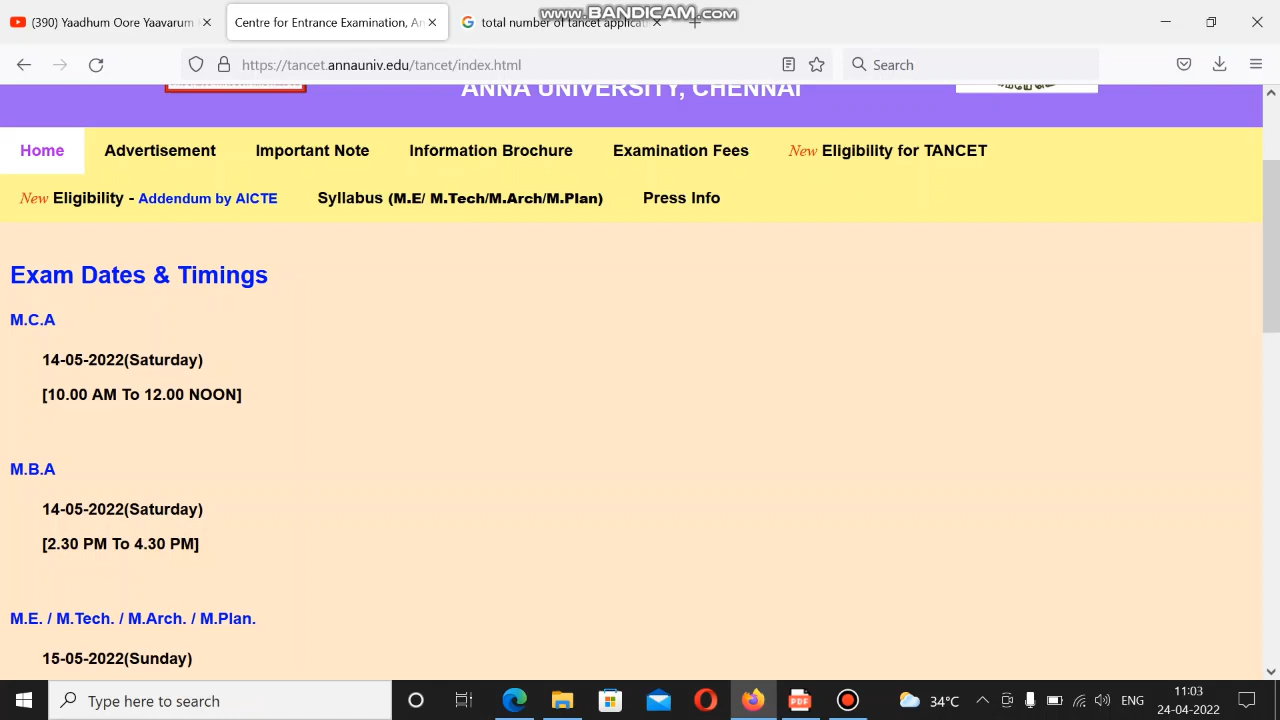 www.BANDICAM.com
(390) Yaadhum Oore Yaavarum
Centre for Entrance Examination, An
total number of tancet applicati
https://tancet.annauniv.edu/tancet/index.html
Search
ANNA UNIVERSITY, CHENNAI
Home
Advertisement
Important Note
Information Brochure
Examination Fees
New Eligibility for TANCET
New Eligibility - Addendum by AICTE
Syllabus (M.E/ M.Tech/M.Arch/M.Plan)
Press Info
Exam Dates & Timings
M.C.A
14-05-2022(Saturday)
[10.00 AM To 12.00 NOON]
M.B.A
14-05-2022(Saturday)
[2.30 PM To 4.30 PM]
M.E. / M.Tech. / M.Arch. / M.Plan.
15-05-2022(Sunday)
Type here to search
PDF
34°C
ENG
11:03
24-04-2022